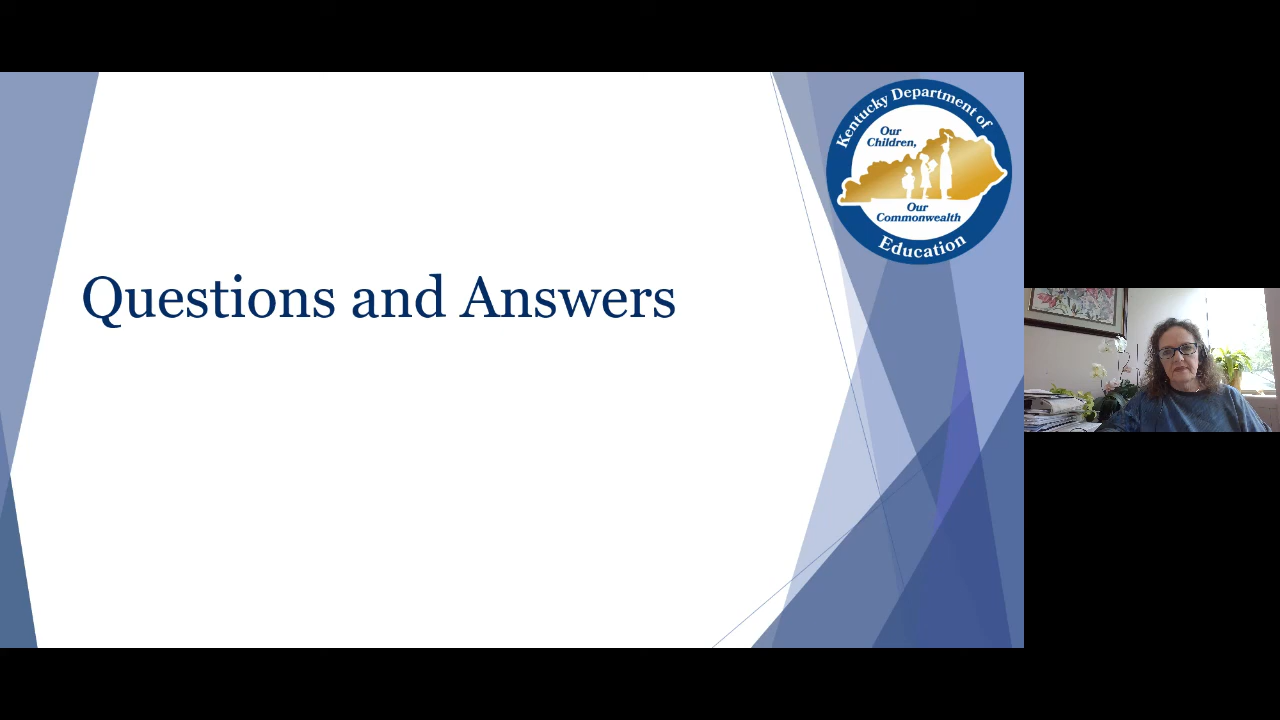 Kentucky Department of
Our
Children,
Our
Commonwealth
Education
Questions and Answers